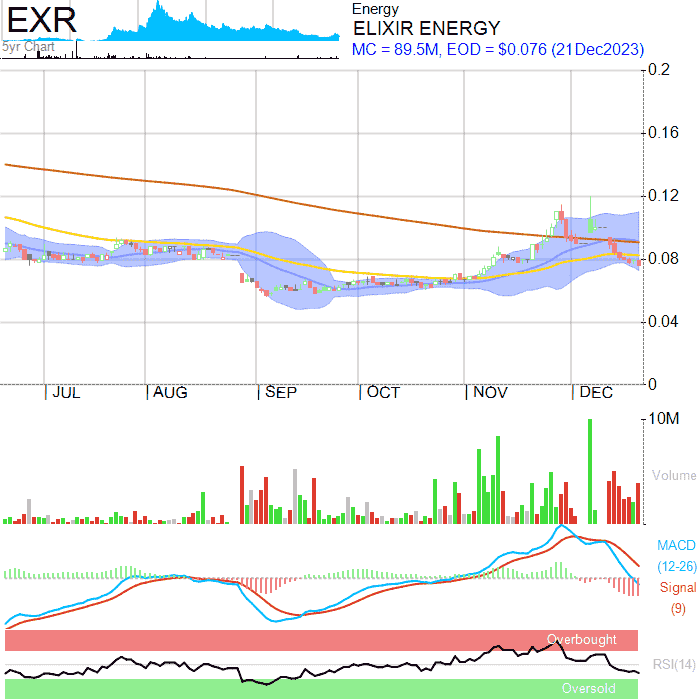 EXR
Energy
ELIXIR ENERGY
5yr Chart
MC = 89.5M, EOD = $0.076 (21Dec2023)
0.2
0.16
0.12
0.08
0.04
0
JUL
AUG
SEP
OCT
NOV
DEC
10M
Volume
MACD
(12-26)
Signal
(9)
Overbought
RSI(14)
Oversold